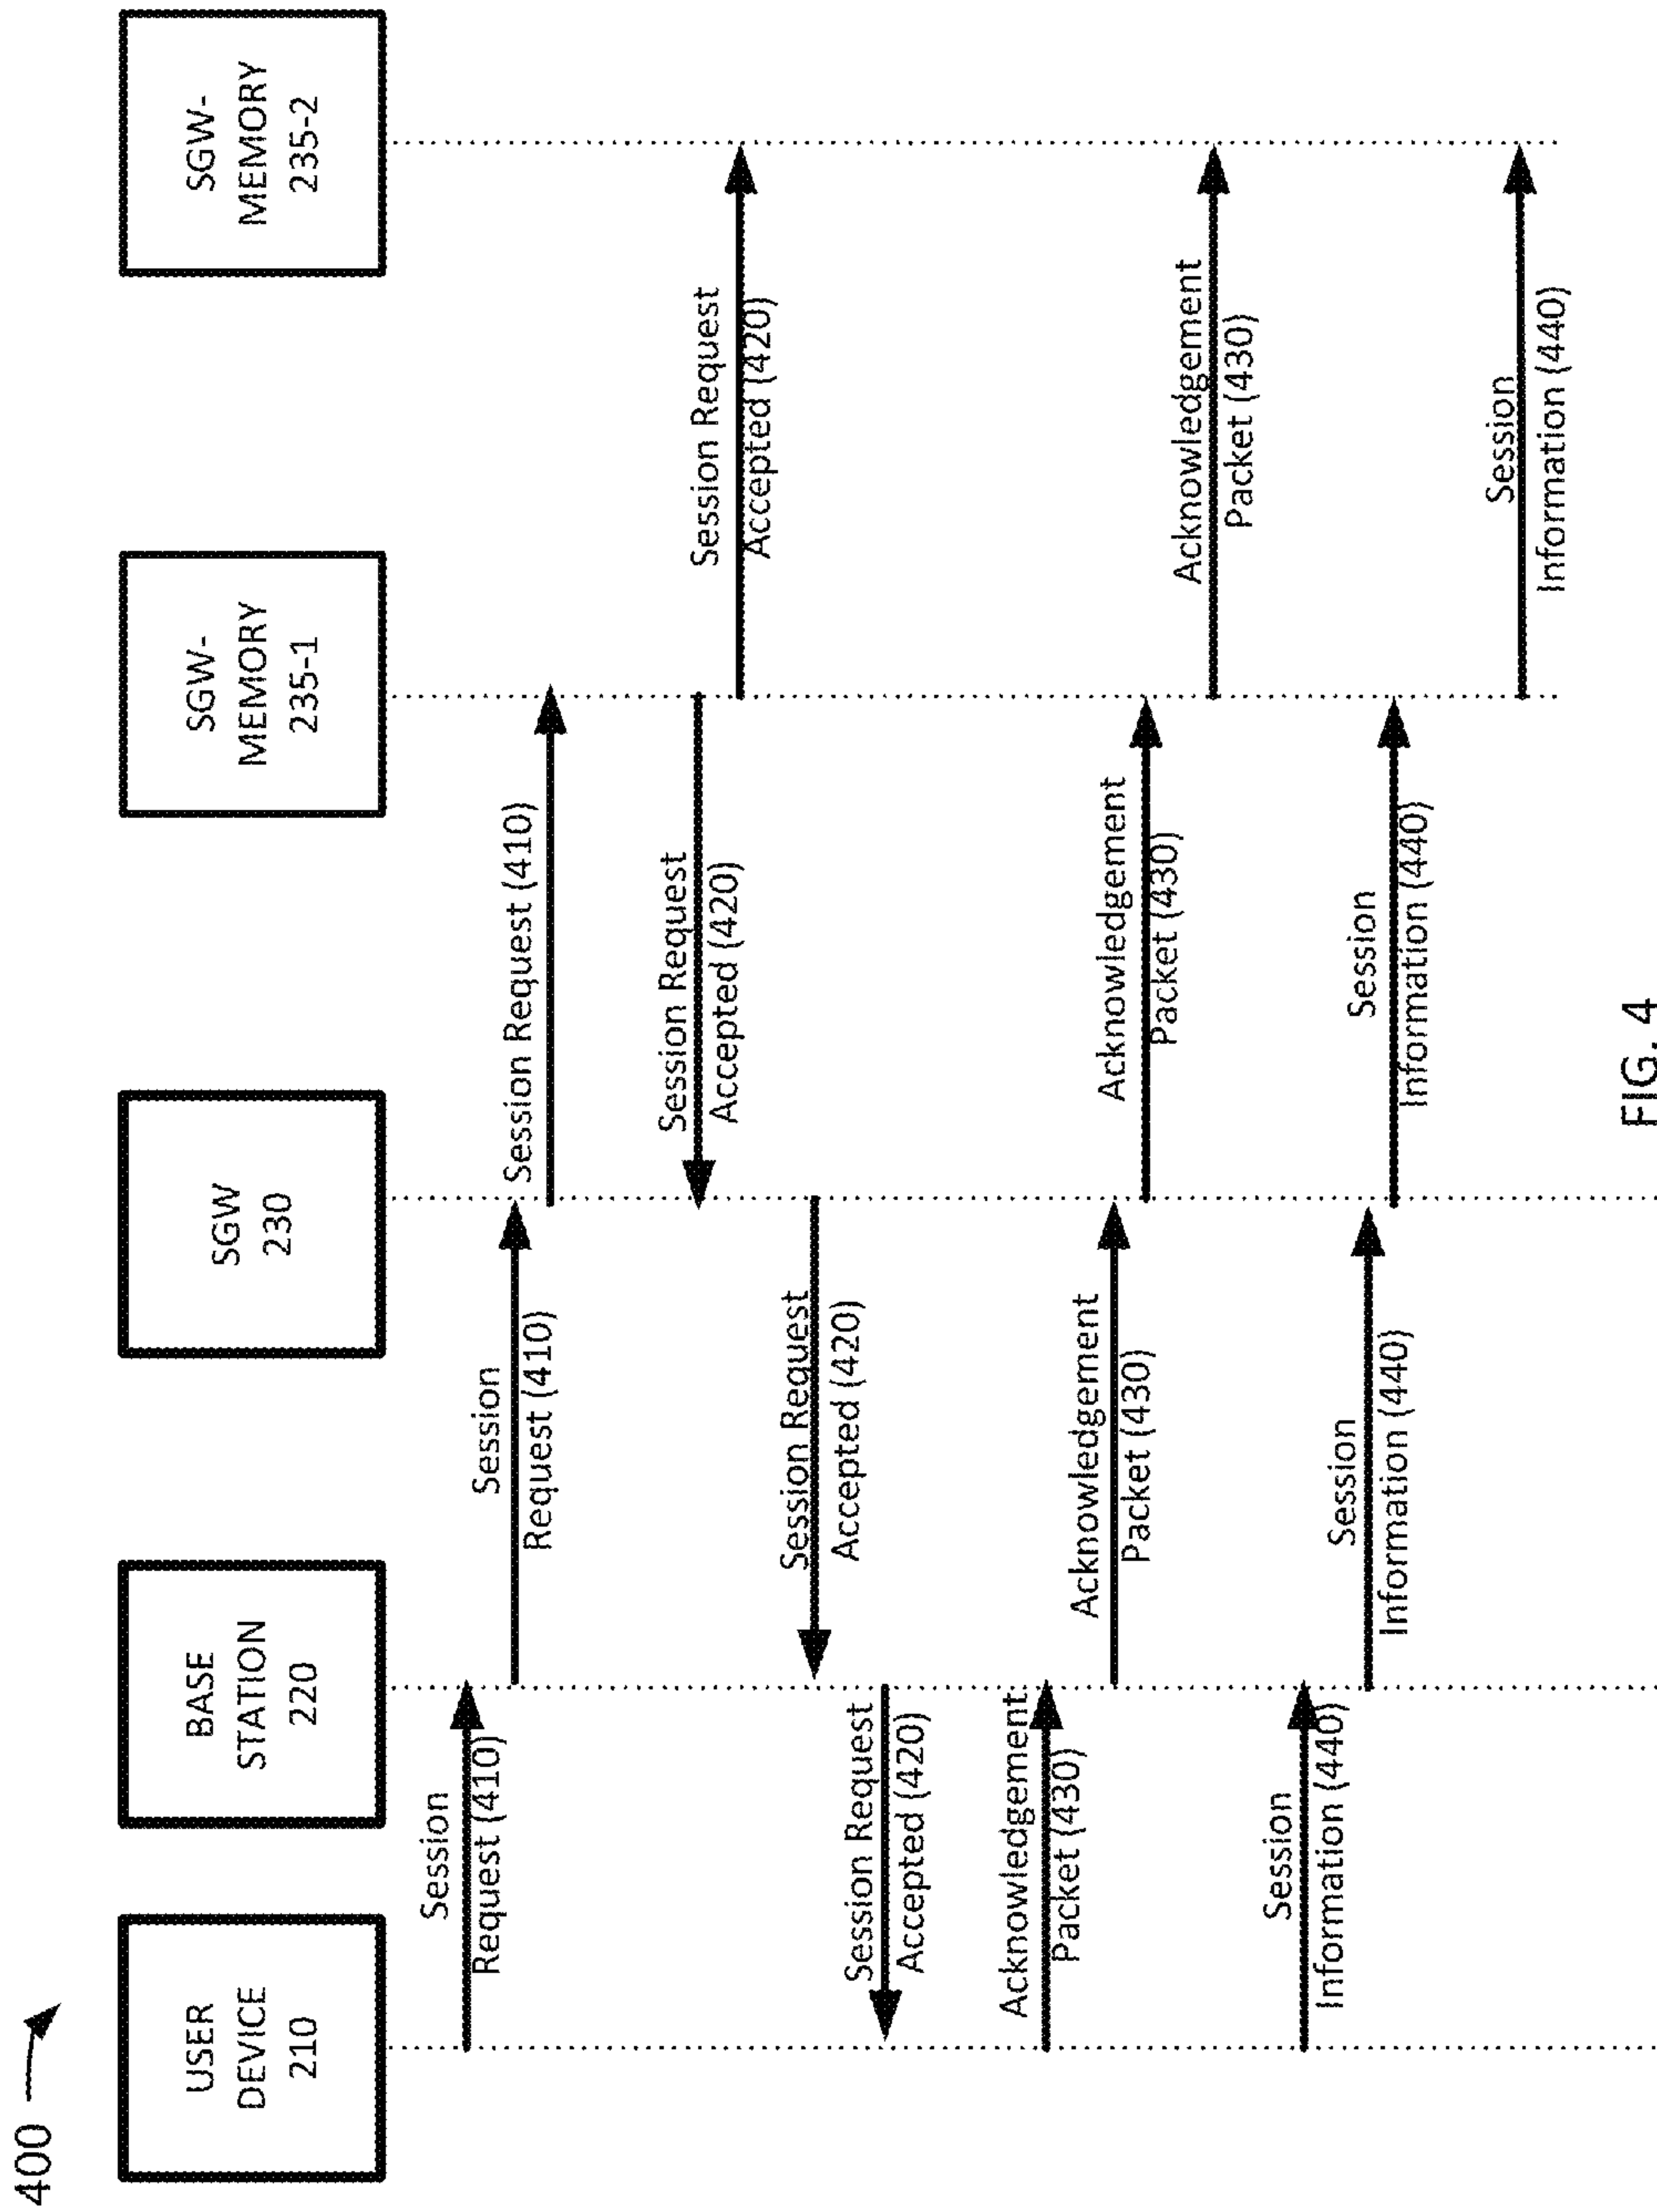 400
USER
DEVICE
210
BASE
STATION
220
SGW
230
SGW-
MEMORY
235-1
SGW-
MEMORY
235-2
Session
Request (410)
Session
Request (410)
Session Request (410)
Session Request
Accepted (420)
Session Request
Accepted (420)
Session Request
Accepted (420)
Session Request
Accepted (420)
Acknowledgement
Packet (430)
Acknowledgement
Packet (430)
Acknowledgement
Packet (430)
Acknowledgement
Packet (430)
Session
Information (440)
Session
Information (440)
Session
Information (440)
Session
Information (440)
FIG. 4